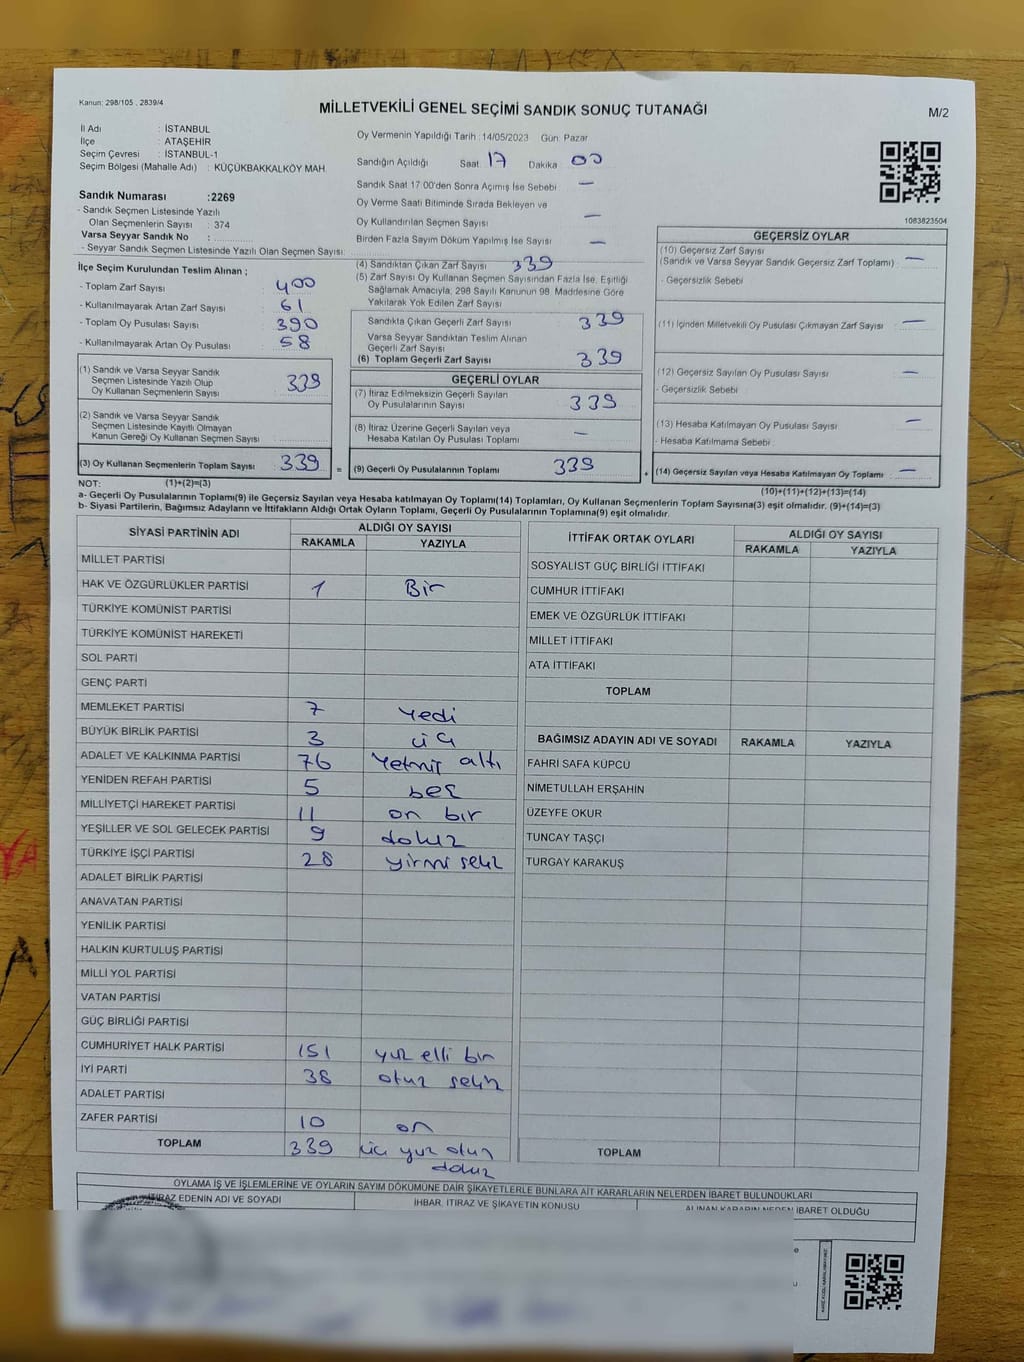 Kanun: 298/105 , 2839/4
MİLLETVEKİLİ GENEL SEÇİMİ SANDIK SONUÇ TUTANAĞI
M/2
İl Adı : İSTANBUL
İlçe : ATAŞEHİR
Seçim Çevresi : İSTANBUL-1
Seçim Bölgesi (Mahalle Adı) : KÜÇÜKBAKKALKÖY MAH.
Sandık Numarası :2269
- Sandık Seçmen Listesinde Yazılı
Olan Seçmenlerin Sayısı : 374
Varsa Seyyar Sandık No :
- Seyyar Sandık Seçmen Listesinde Yazılı Olan Seçmen Sayısı:
İlçe Seçim Kurulundan Teslim Alınan ;
- Toplam Zarf Sayısı : 400
- Kullanılmayarak Artan Zarf Sayısı : 61
- Toplam Oy Pusulası Sayısı : 390
- Kullanılmayarak Artan Oy Pusulası : 58
Oy Vermenin Yapıldığı Tarih :14/05/2023 Gün: Pazar
Sandığın Açıldığı Saat 17 Dakika 00
Sandık Saat 17:00'den Sonra Açımış İse Sebebi —
Oy Verme Saati Bitiminde Sırada Bekleyen ve
Oy Kullandırılan Seçmen Sayısı —
Birden Fazla Sayım Döküm Yapılmış İse Sayısı —
(4) Sandıktan Çıkan Zarf Sayısı 339
(5) Zarf Sayısı Oy Kullanan Seçmen Sayısından Fazla İse, Eşitliği
Sağlamak Amacıyla, 298 Sayılı Kanunun 98. Maddesine Göre
Yakılarak Yok Edilen Zarf Sayısı
Sandıkta Çıkan Geçerli Zarf Sayısı 339
Varsa Seyyar Sandıktan Teslim Alınan
Geçerli Zarf Sayısı
(6) Toplam Geçerli Zarf Sayısı 339
1083823504
GEÇERSİZ OYLAR
(10) Geçersiz Zarf Sayısı
(Sandık ve Varsa Seyyar Sandık Geçersiz Zarf Toplamı) : —
- Geçersizlik Sebebi
(11) İçinden Milletvekili Oy Pusulası Çıkmayan Zarf Sayısı —
(12) Geçersiz Sayılan Oy Pusulası Sayısı —
- Geçersizlik Sebebi
(13) Hesaba Katılmayan Oy Pusulası Sayısı —
- Hesaba Katılmama Sebebi
(14) Geçersiz Sayılan veya Hesaba Katılmayan Oy Toplamı : —
(10)+(11)+(12)+(13)=(14)
(1) Sandık ve Varsa Seyyar Sandık
Seçmen Listesinde Yazılı Olup
Oy Kullanan Seçmenlerin Sayısı : 339
(2) Sandık ve Varsa Seyyar Sandık
Seçmen Listesinde Kayıtlı Olmayan
Kanun Gereği Oy Kullanan Seçmen Sayısı
(3) Oy Kullanan Seçmenlerin Toplam Sayısı : 339
GEÇERLİ OYLAR
(7) İtiraz Edilmeksizin Geçerli Sayılan
Oy Pusulalarının Sayısı 339
(8) İtiraz Üzerine Geçerli Sayılan veya
Hesaba Katılan Oy Pusulası Toplamı —
= (9) Geçerli Oy Pusulalarının Toplamı 339 +
NOT: (1)+(2)=(3)
a- Geçerli Oy Pusulalarının Toplamı(9) ile Geçersiz Sayılan veya Hesaba katılmayan Oy Toplamı(14) Toplamları, Oy Kullanan Seçmenlerin Toplam Sayısına(3) eşit olmalıdır. (9)+(14)=(3)
b- Siyasi Partilerin, Bağımsız Adayların ve İttifakların Aldığı Ortak Oyların Toplamı, Geçerli Oy Pusulalarının Toplamına(9) eşit olmalıdır.
SİYASİ PARTİNİN ADI ALDIĞI OY SAYISI
RAKAMLA YAZIYLA
MİLLET PARTİSİ
HAK VE ÖZGÜRLÜKLER PARTİSİ 1 Bir
TÜRKİYE KOMÜNİST PARTİSİ
TÜRKİYE KOMÜNİST HAREKETİ
SOL PARTİ
GENÇ PARTİ
MEMLEKET PARTİSİ 7 Yedi
BÜYÜK BİRLİK PARTİSİ 3 üç
ADALET VE KALKINMA PARTİSİ 76 Yetmiş altı
YENİDEN REFAH PARTİSİ 5 beş
MİLLİYETÇİ HAREKET PARTİSİ 11 on bir
YEŞİLLER VE SOL GELECEK PARTİSİ 9 dokuz
TÜRKİYE İŞÇİ PARTİSİ 28 yirmi sekiz
ADALET BİRLİK PARTİSİ
ANAVATAN PARTİSİ
YENİLİK PARTİSİ
HALKIN KURTULUŞ PARTİSİ
MİLLİ YOL PARTİSİ
VATAN PARTİSİ
GÜÇ BİRLİĞİ PARTİSİ
CUMHURİYET HALK PARTİSİ 151 yuz elli bir
İYİ PARTİ 38 otuz sekiz
ADALET PARTİSİ
ZAFER PARTİSİ 10 on
TOPLAM 339 üç yuz otuz
dokuz
İTTİFAK ORTAK OYLARI ALDIĞI OY SAYISI
RAKAMLA YAZIYLA
SOSYALİST GÜÇ BİRLİĞİ İTTİFAKI
CUMHUR İTTİFAKI
EMEK VE ÖZGÜRLÜK İTTİFAKI
MİLLET İTTİFAKI
ATA İTTİFAKI
TOPLAM
BAĞIMSIZ ADAYIN ADI VE SOYADI RAKAMLA YAZIYLA
FAHRİ SAFA KÜPCÜ
NİMETULLAH ERŞAHİN
ÜZEYFE OKUR
TUNCAY TAŞÇI
TURGAY KARAKUŞ
TOPLAM
OYLAMA İŞ VE İŞLEMLERİNE VE OYLARIN SAYIM DÖKÜMÜNE DAİR ŞİKAYETLERLE BUNLARA AİT KARARLARIN NELERDEN İBARET BULUNDUKLARI
İTİRAZ EDENİN ADI VE SOYADI İHBAR, İTİRAZ VE ŞİKAYETİN KONUSU ALINAN KARARIN NEDEN İBARET OLDUĞU